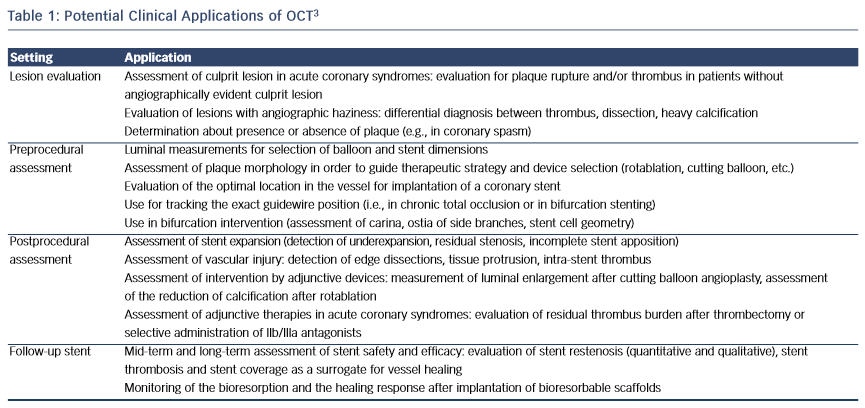 Table 1: Potential Clinical Applications of OCT³
Setting Application
Lesion evaluation Assessment of culprit lesion in acute coronary syndromes: evaluation for plaque rupture and/or thrombus in patients without
angiographically evident culprit lesion
Evaluation of lesions with angiographic haziness: differential diagnosis between thrombus, dissection, heavy calcification
Determination about presence or absence of plaque (e.g., in coronary spasm)
Preprocedural Luminal measurements for selection of balloon and stent dimensions
assessment Assessment of plaque morphology in order to guide therapeutic strategy and device selection (rotablation, cutting balloon, etc.)
Evaluation of the optimal location in the vessel for implantation of a coronary stent
Use for tracking the exact guidewire position (i.e., in chronic total occlusion or in bifurcation stenting)
Use in bifurcation intervention (assessment of carina, ostia of side branches, stent cell geometry)
Postprocedural Assessment of stent expansion (detection of underexpansion, residual stenosis, incomplete stent apposition)
assessment Assessment of vascular injury: detection of edge dissections, tissue protrusion, intra-stent thrombus
Assessment of intervention by adjunctive devices: measurement of luminal enlargement after cutting balloon angioplasty, assessment
of the reduction of calcification after rotablation
Assessment of adjunctive therapies in acute coronary syndromes: evaluation of residual thrombus burden after thrombectomy or
selective administration of IIb/IIIa antagonists
Follow-up stent Mid-term and long-term assessment of stent safety and efficacy: evaluation of stent restenosis (quantitative and qualitative), stent
thrombosis and stent coverage as a surrogate for vessel healing
Monitoring of the bioresorption and the healing response after implantation of bioresorbable scaffolds